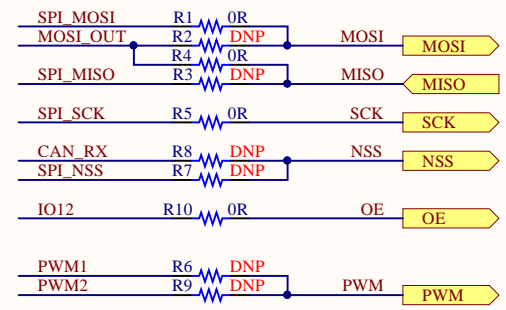 SPI_MOSI R1 0R
MOSI_OUT R2 DNP MOSI MOSI
R4 0R
SPI_MISO R3 DNP MISO MISO
SPI_SCK R5 0R SCK SCK
CAN_RX R8 DNP NSS NSS
SPI_NSS R7 DNP
IO12 R10 0R OE OE
PWM1 R6 DNP
PWM2 R9 DNP PWM PWM